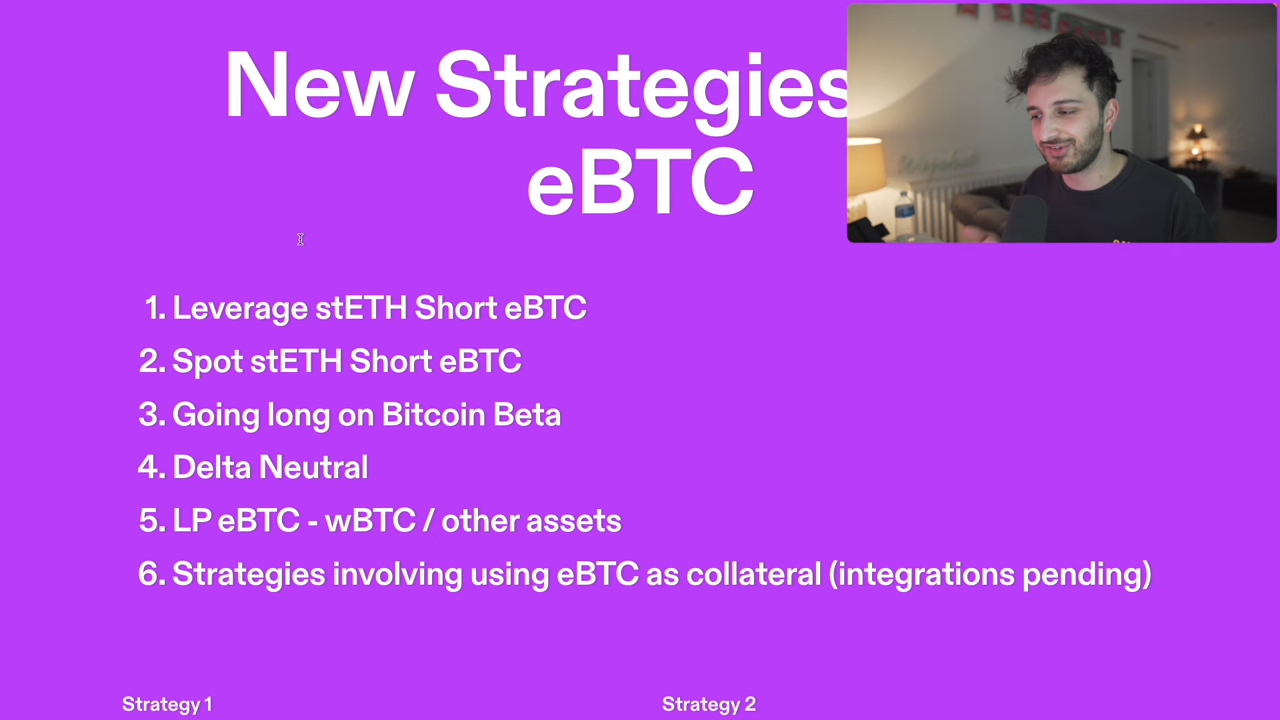 New Strategies
eBTC
1. Leverage stETH Short eBTC
2. Spot stETH Short eBTC
3. Going long on Bitcoin Beta
4. Delta Neutral
5. LP eBTC - wBTC / other assets
6. Strategies involving using eBTC as collateral (integrations pending)
Strategy 1
Strategy 2